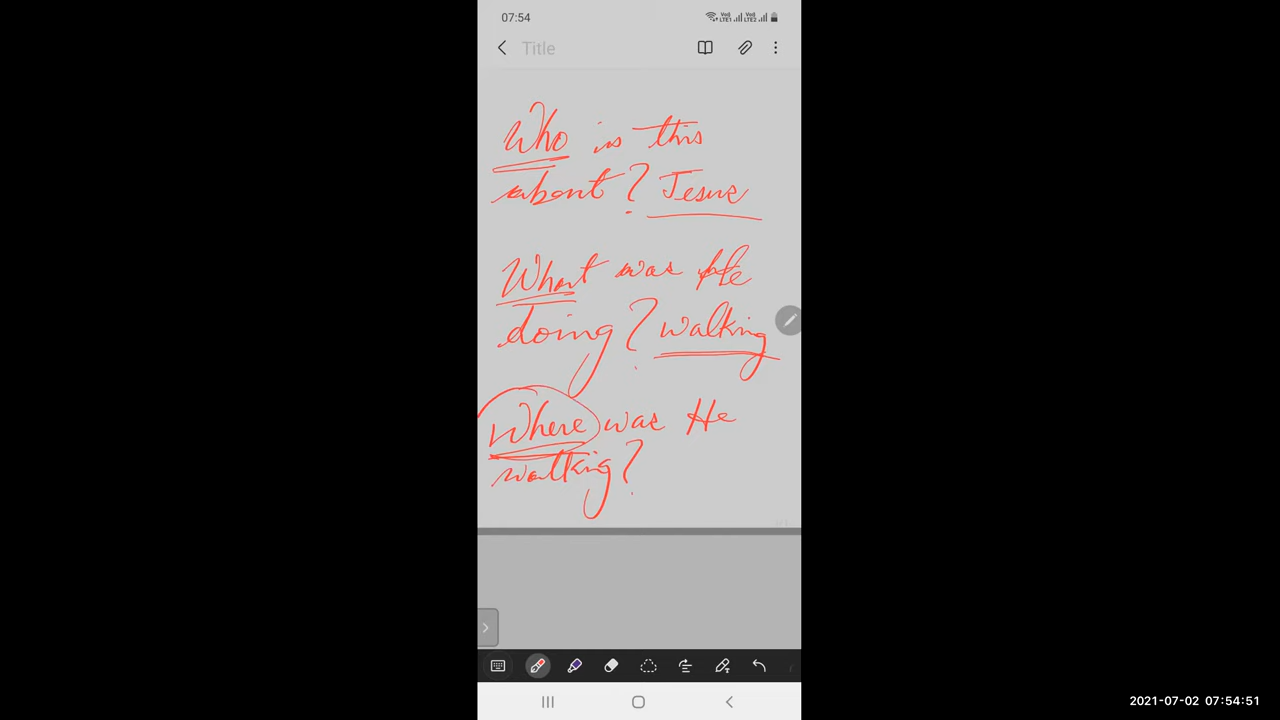 07:54
Title
Who is this
about? Jesus
What was He
doing? walking
Where was He
walking?
2021-07-02 07:54:51